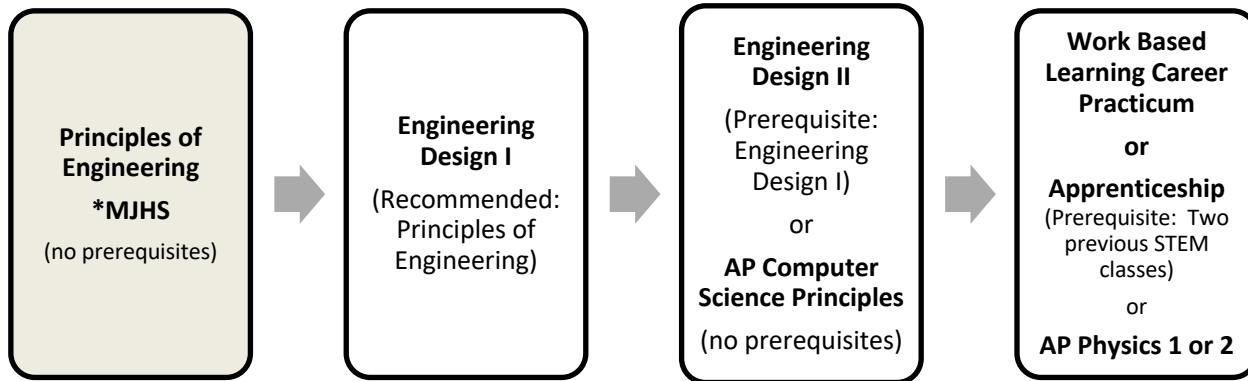 Principles of
Engineering
*MJHS
(no prerequisites)
Engineering
Design I
(Recommended:
Principles of
Engineering)
Engineering
Design II
(Prerequisite:
Engineering
Design I)
or
AP Computer
Science Principles
(no prerequisites)
Work Based
Learning Career
Practicum
or
Apprenticeship
(Prerequisite: Two
previous STEM
classes)
or
AP Physics 1 or 2